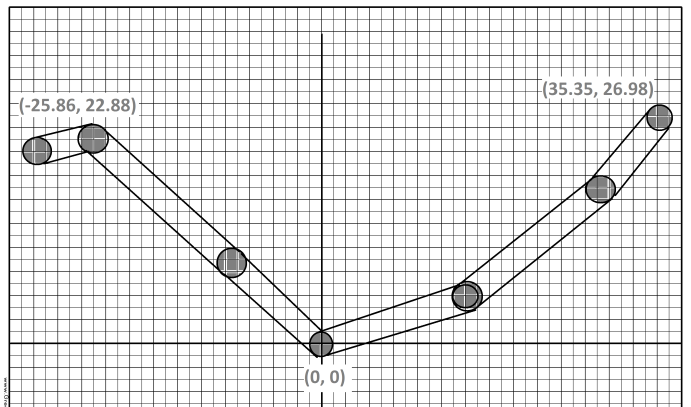 (35.35, 26.98)
(-25.86, 22.88)
(0, 0)